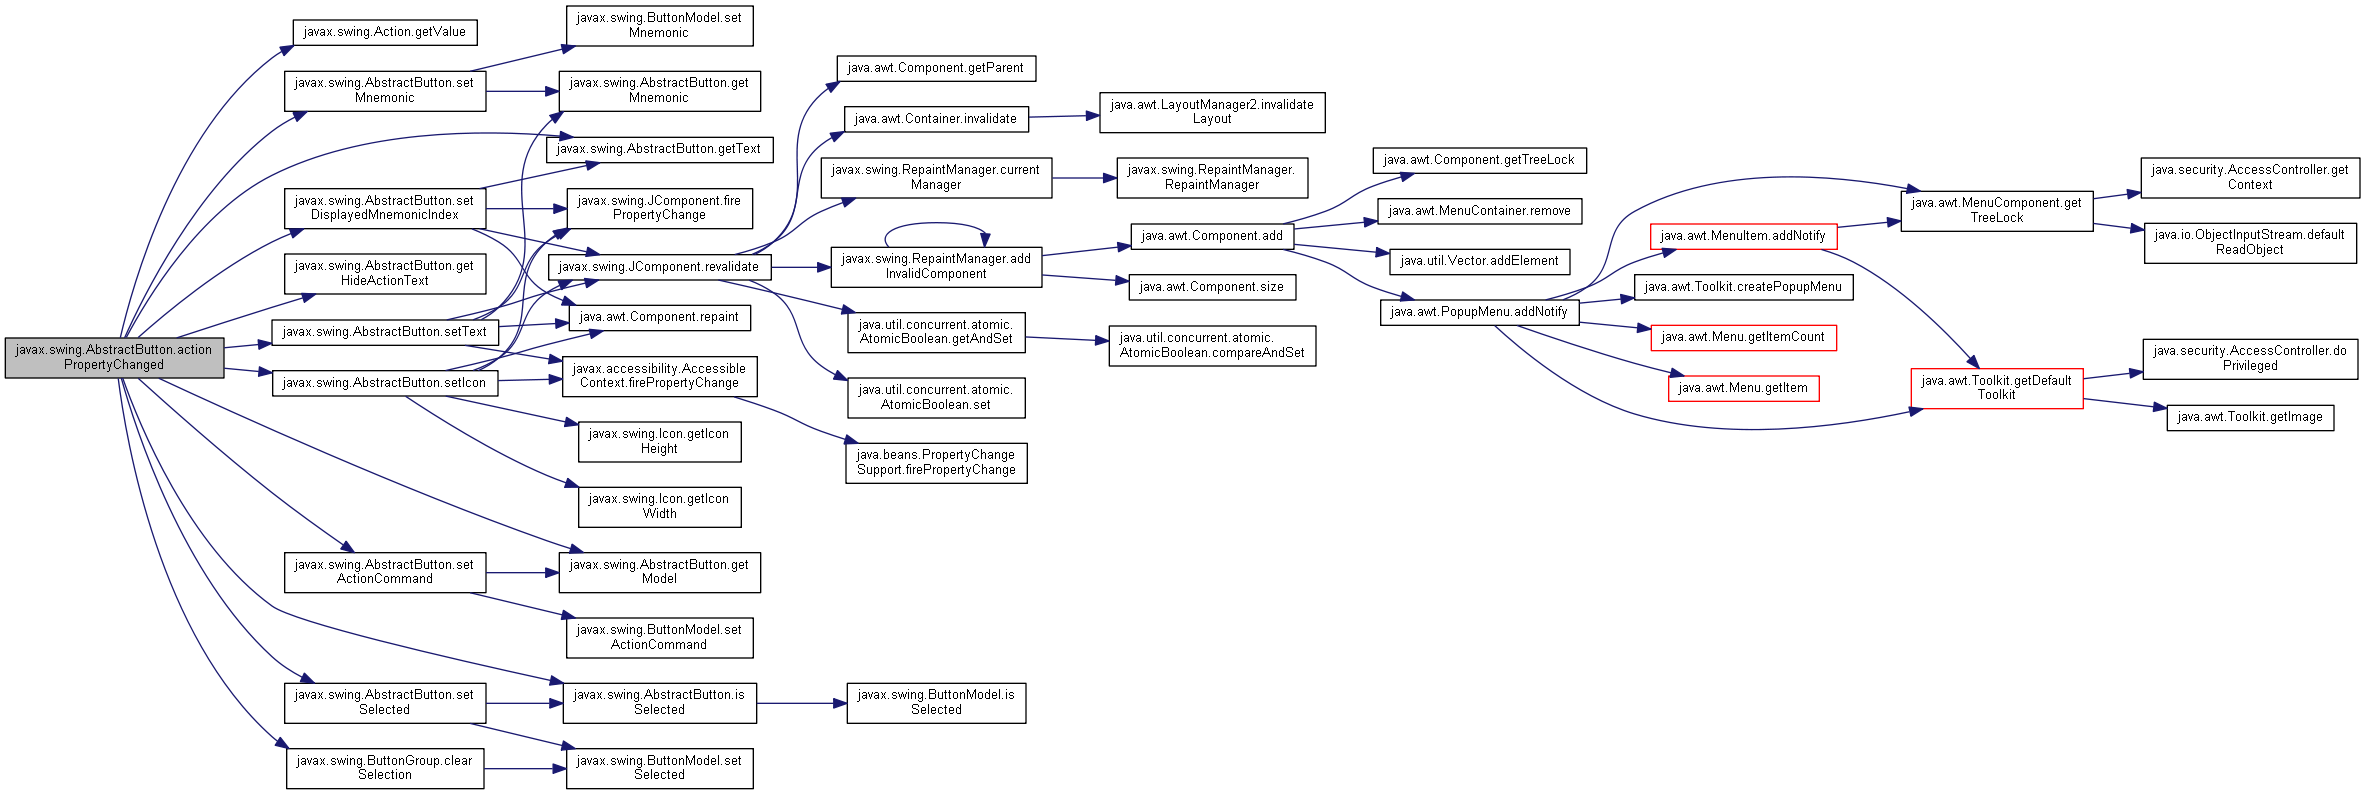 javax.swing.AbstractButton.action
PropertyChanged
javax.swing.Action.getValue
javax.swing.AbstractButton.set
Mnemonic
javax.swing.AbstractButton.set
DisplayedMnemonicIndex
javax.swing.AbstractButton.get
HideActionText
javax.swing.AbstractButton.setText
javax.swing.AbstractButton.setIcon
javax.swing.AbstractButton.set
ActionCommand
javax.swing.AbstractButton.set
Selected
javax.swing.ButtonGroup.clear
Selection
javax.swing.ButtonModel.set
Mnemonic
javax.swing.AbstractButton.get
Mnemonic
javax.swing.AbstractButton.getText
javax.swing.JComponent.fire
PropertyChange
javax.swing.JComponent.revalidate
java.awt.Component.repaint
javax.accessibility.Accessible
Context.firePropertyChange
javax.swing.Icon.getIcon
Height
javax.swing.Icon.getIcon
Width
javax.swing.AbstractButton.get
Model
javax.swing.ButtonModel.set
ActionCommand
javax.swing.AbstractButton.is
Selected
javax.swing.ButtonModel.set
Selected
java.awt.Component.getParent
java.awt.Container.invalidate
javax.swing.RepaintManager.current
Manager
javax.swing.RepaintManager.add
InvalidComponent
java.util.concurrent.atomic.
AtomicBoolean.getAndSet
java.util.concurrent.atomic.
AtomicBoolean.set
java.beans.PropertyChange
Support.firePropertyChange
javax.swing.ButtonModel.is
Selected
java.awt.LayoutManager2.invalidate
Layout
javax.swing.RepaintManager.
RepaintManager
java.awt.Component.add
java.awt.Component.size
java.util.concurrent.atomic.
AtomicBoolean.compareAndSet
java.awt.Component.getTreeLock
java.awt.MenuContainer.remove
java.util.Vector.addElement
java.awt.PopupMenu.addNotify
java.awt.MenuItem.addNotify
java.awt.Toolkit.createPopupMenu
java.awt.Menu.getItemCount
java.awt.Menu.getItem
java.awt.MenuComponent.get
TreeLock
java.awt.Toolkit.getDefault
Toolkit
java.security.AccessController.get
Context
java.io.ObjectInputStream.default
ReadObject
java.security.AccessController.do
Privileged
java.awt.Toolkit.getImage